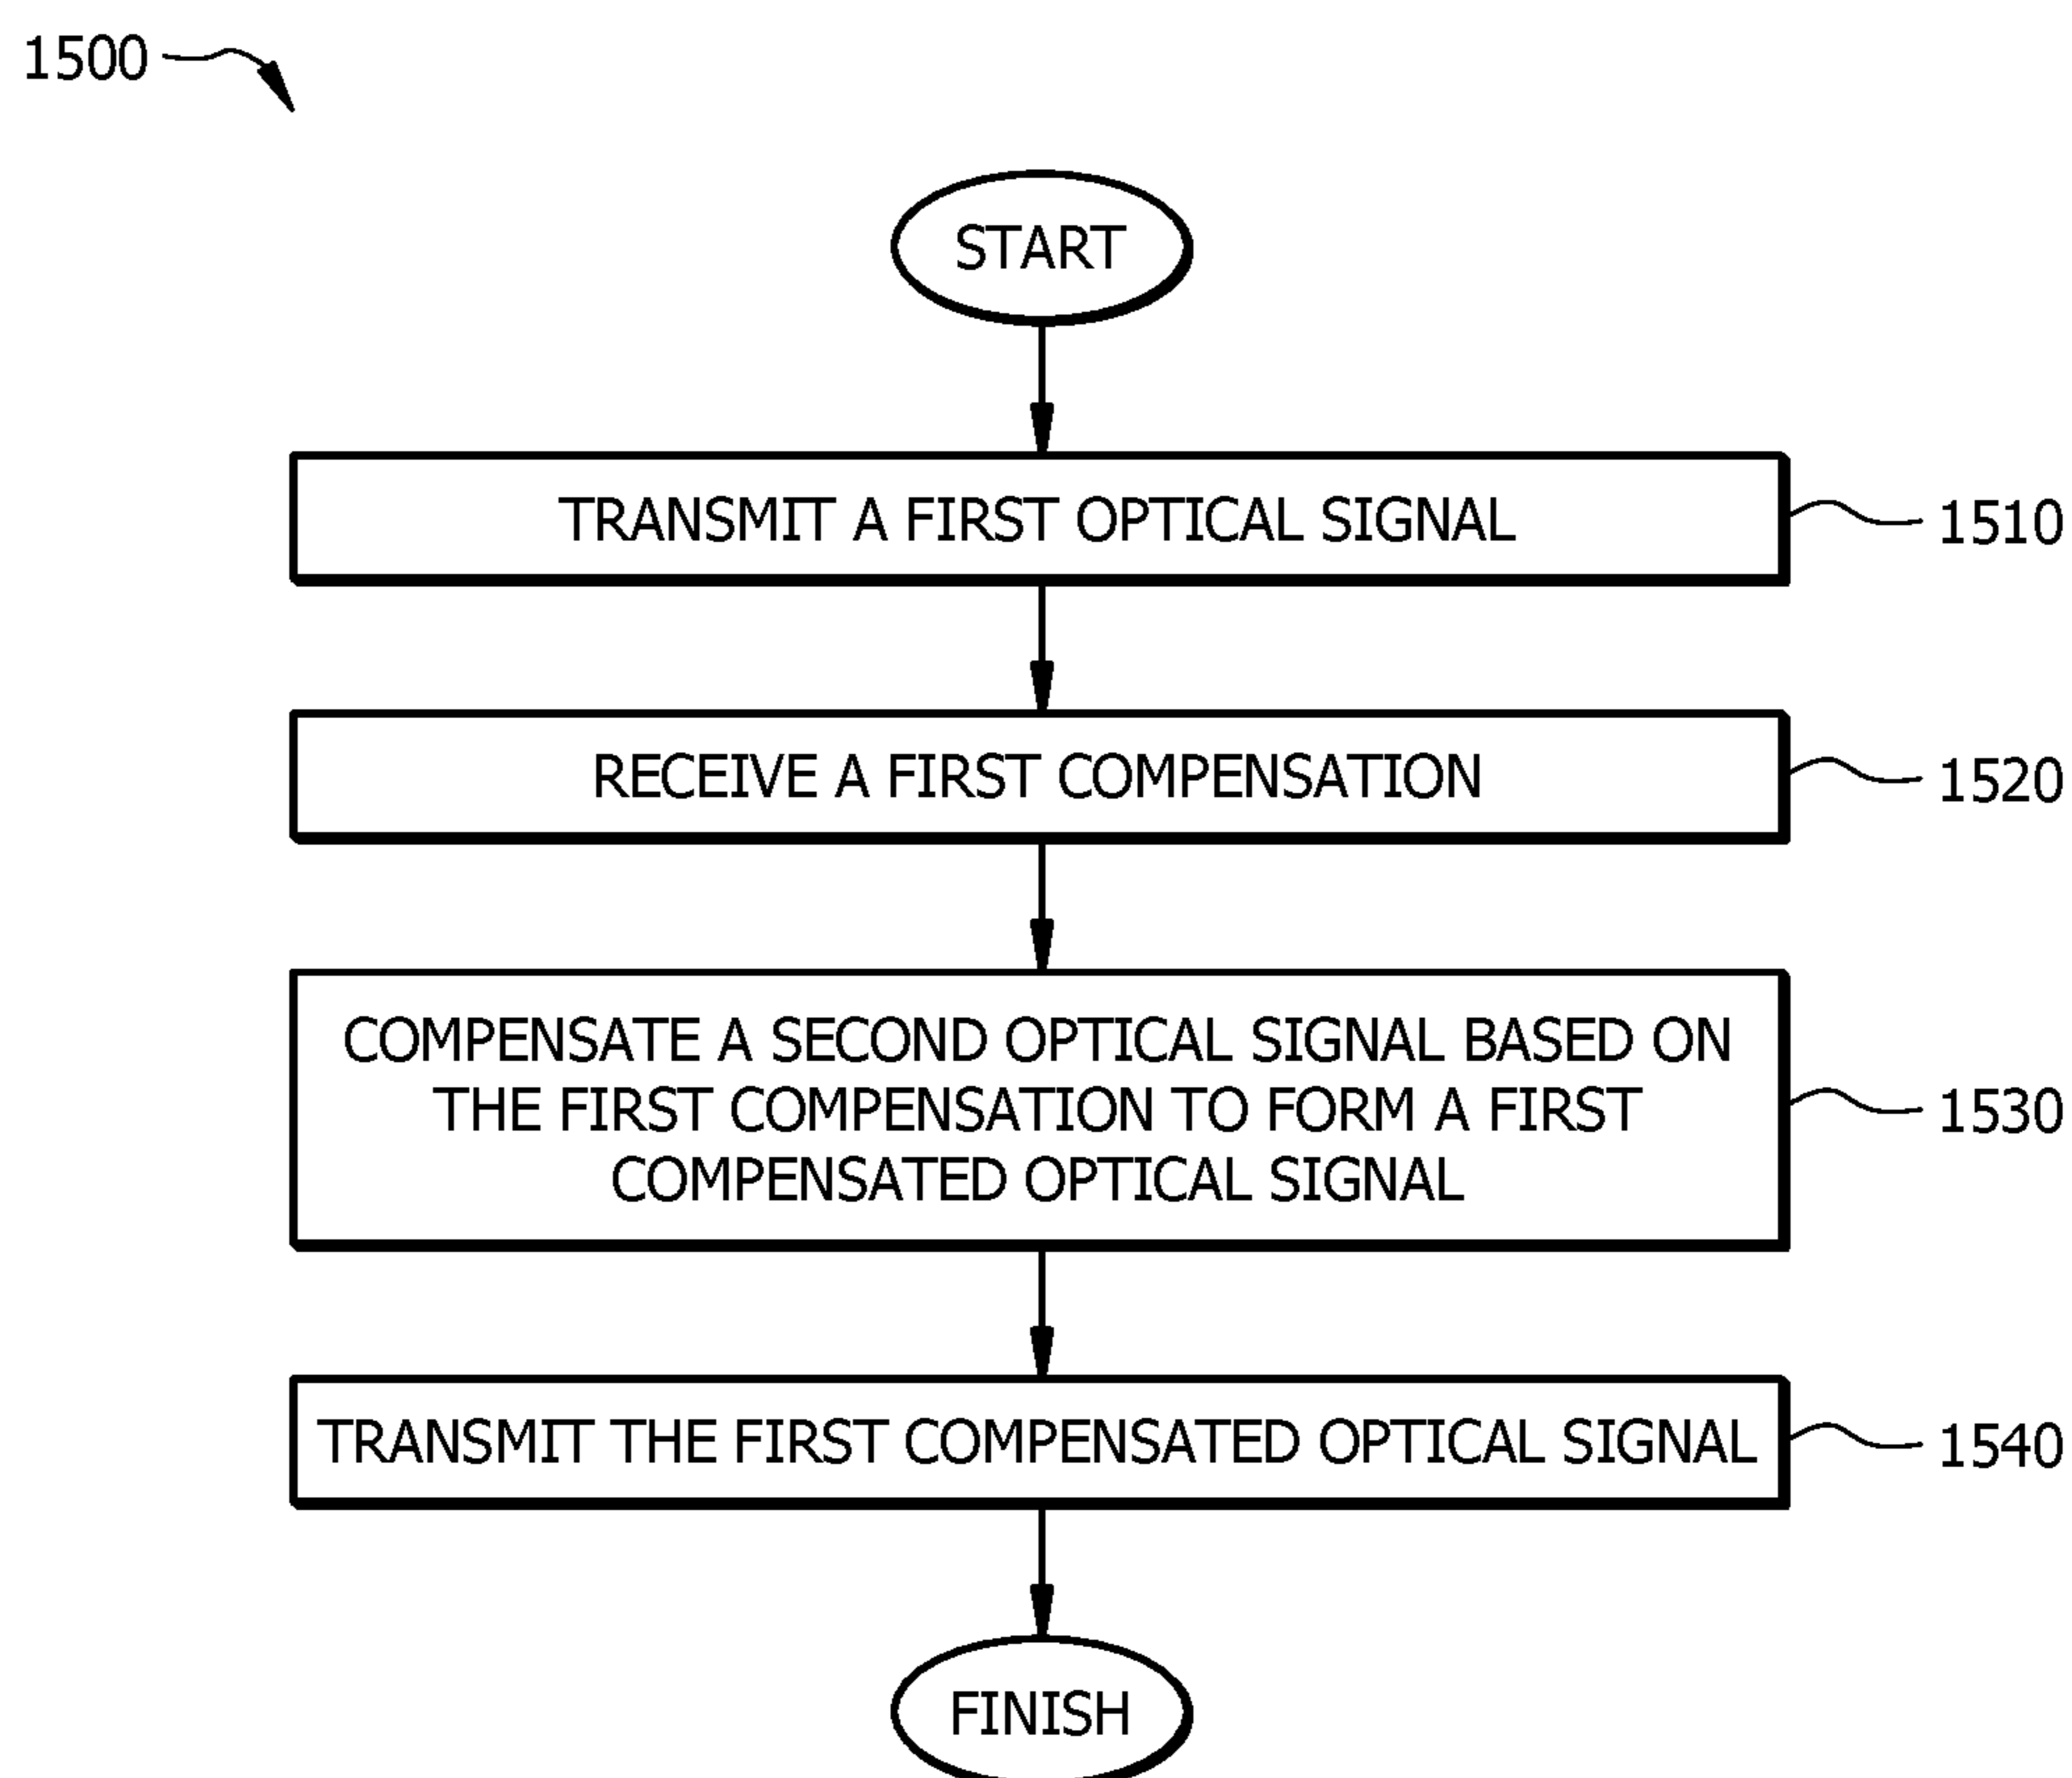 1500
START
TRANSMIT A FIRST OPTICAL SIGNAL
1510
RECEIVE A FIRST COMPENSATION
1520
COMPENSATE A SECOND OPTICAL SIGNAL BASED ON
THE FIRST COMPENSATION TO FORM A FIRST
COMPENSATED OPTICAL SIGNAL
1530
TRANSMIT THE FIRST COMPENSATED OPTICAL SIGNAL
1540
FINISH